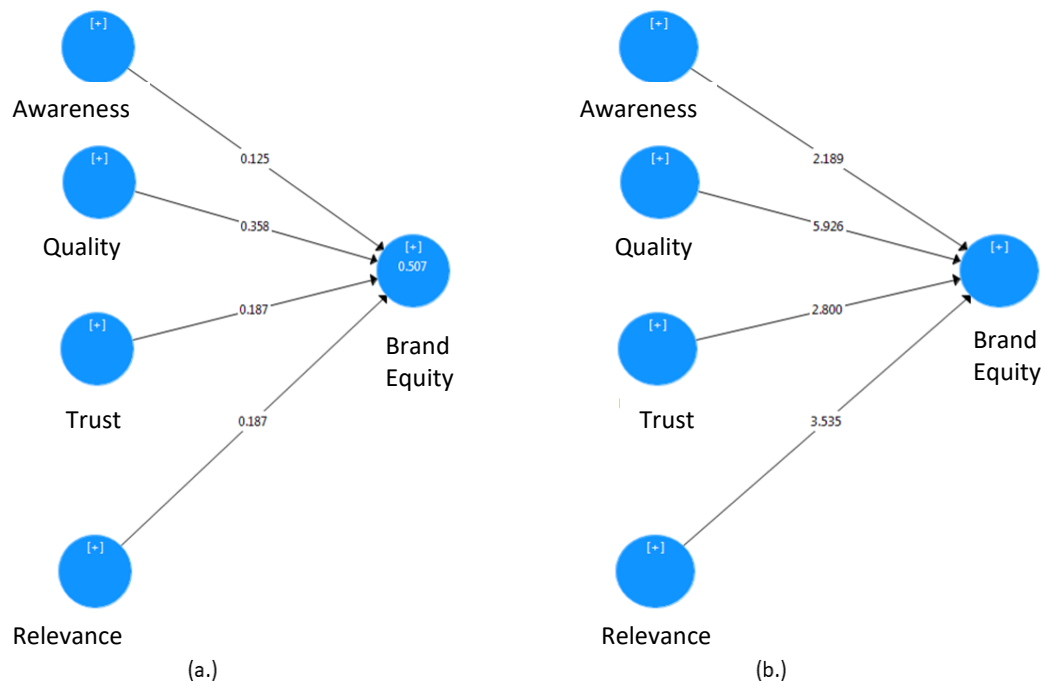 [+]
Awareness
0.125
[+]
Quality
0.358
[+]
0.507
Brand
Equity
[+]
Trust
0.187
0.187
[+]
Relevance
(a.)
[+]
Awareness
2.189
[+]
Quality
5.926
[+]
Brand
Equity
[+]
Trust
2.800
3.535
[+]
Relevance
(b.)